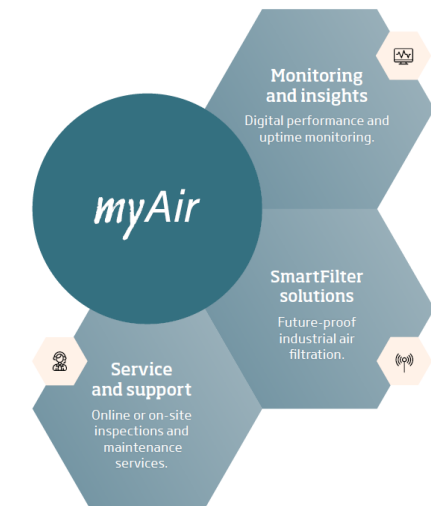 Monitoring
and insights
Digital performance and
uptime monitoring.
myAir
SmartFilter
solutions
Future-proof
industrial air
filtration.
Service
and support
Online or on-site
inspections and
maintenance
services.